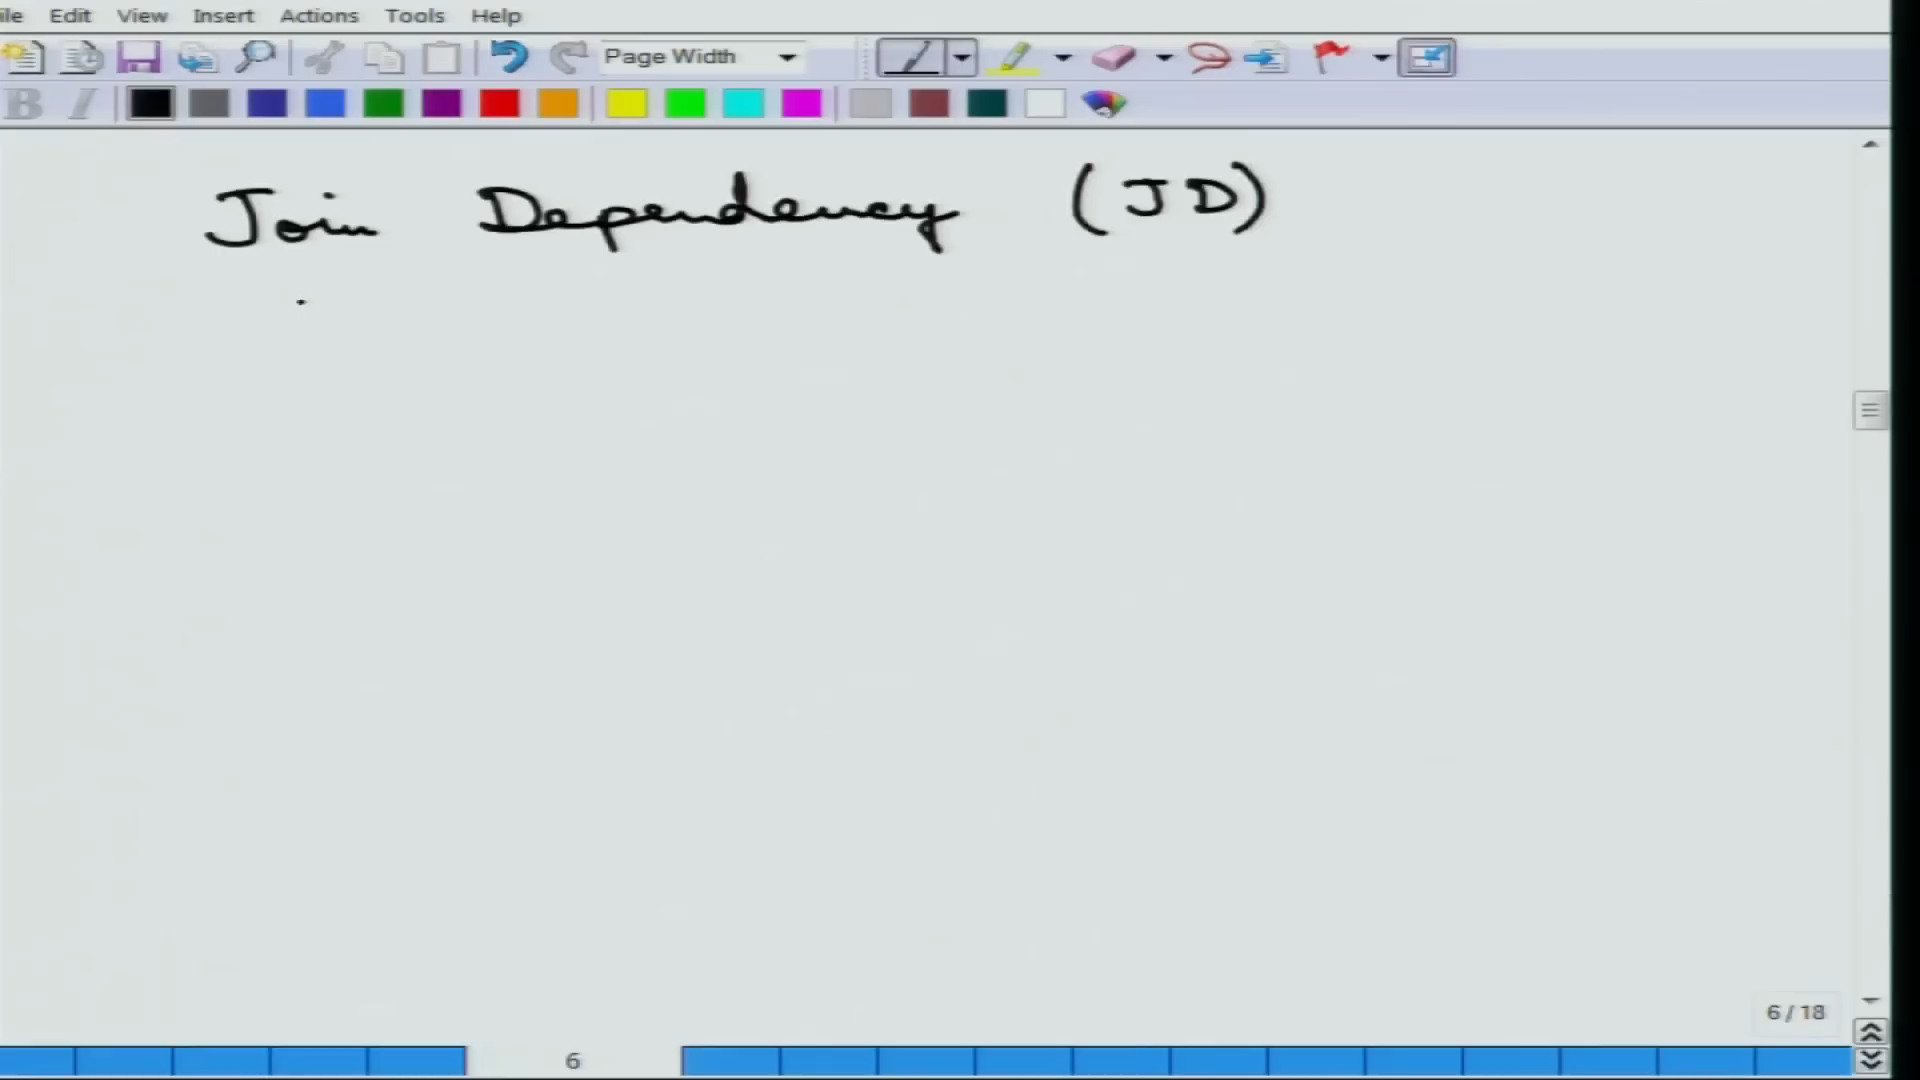 ile Edit View Insert Actions Tools Help
Page Width
B I
Join Dependency (JD)
6 / 18
6